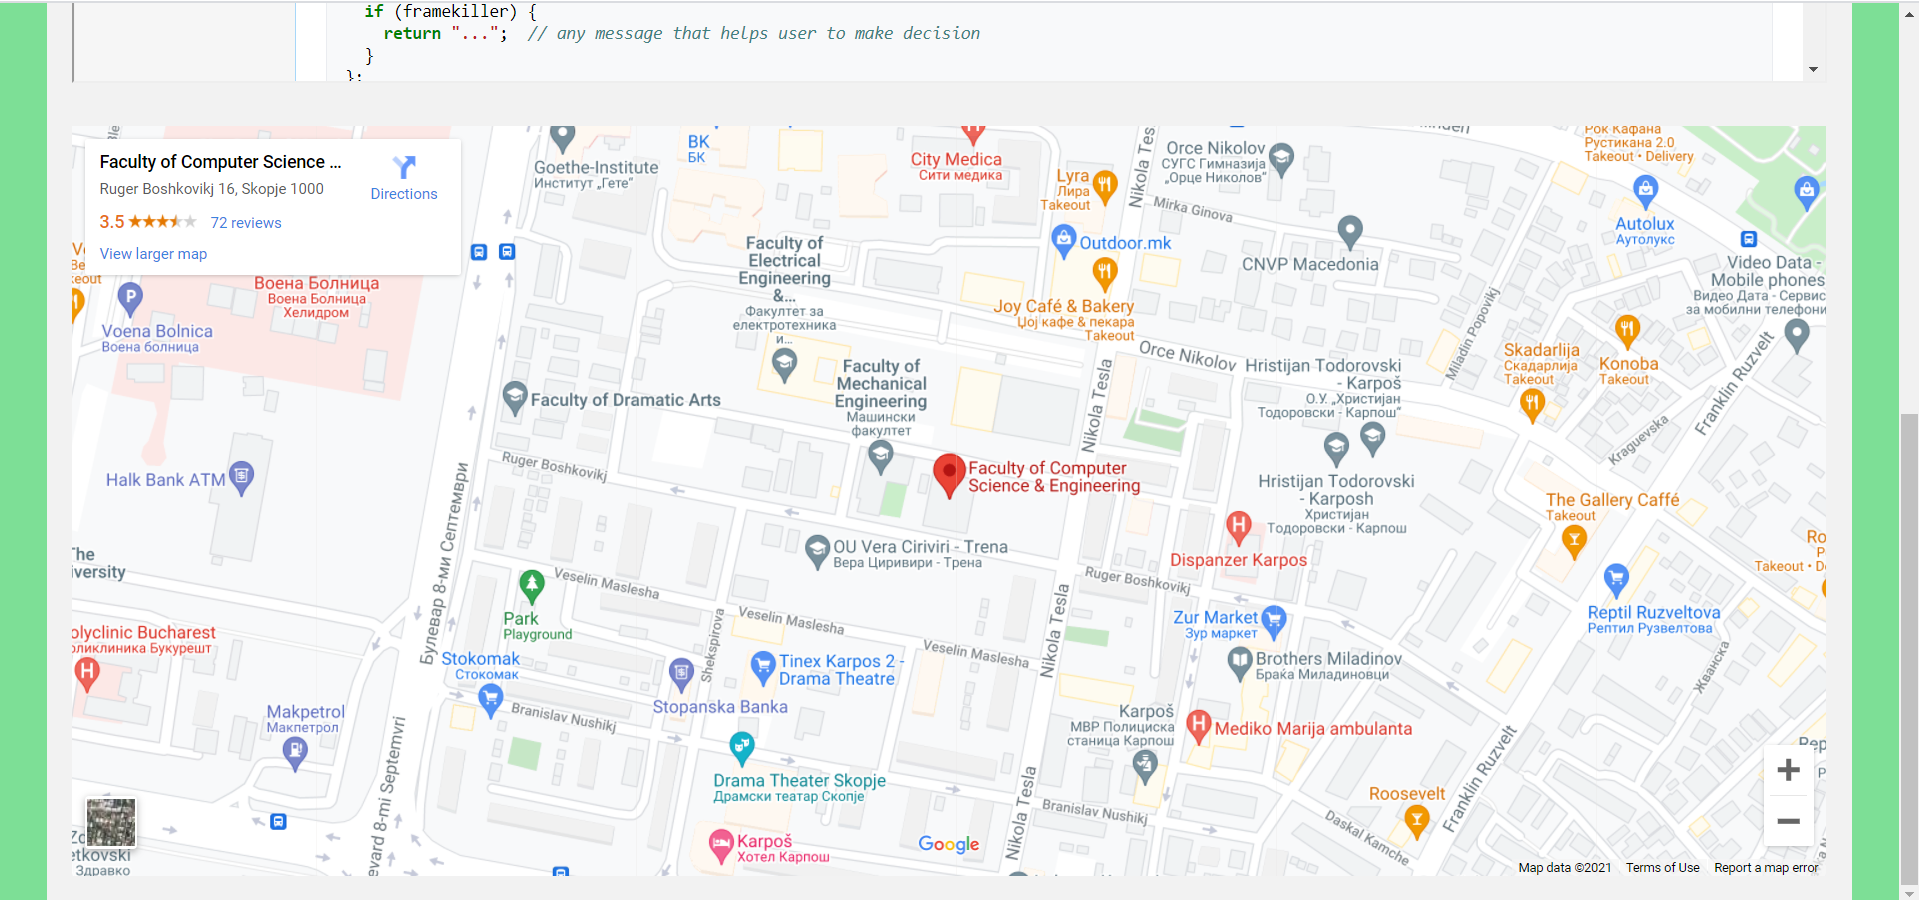 if (framekiller) {
return "..."; // any message that helps user to make decision
}
};
Faculty of Computer Science ...
Ruger Boshkovikj 16, Skopje 1000
3.5
72 reviews
View larger map
Directions
Goethe-Institute
Институт „Гете“
BK
БК
City Medica
Сити медика
Lyra
Лира
Takeout
Nikola Tesla
Orce Nikolov
СУГС Гимназија
„Орце Николов“
Mirka Ginova
Рок Кафана
Рустикана 2.0
Takeout • Delivery
Autolux
Аутолукс
Outdoor.mk
CNVP Macedonia
Video Data -
Mobile phones
Видео Дата - Сервис
за мобилни телефони
Воена Болница
Воена Болница
Хелидром
Voena Bolnica
Воена болница
Faculty of
Electrical
Engineering
&...
Факултет за
електротехника
и...
Joy Café & Bakery
Џој кафе & пекара
Takeout
Orce Nikolov
Miladin Popovikj
Skadarlija
Скадарлија
Takeout
Konoba
Takeout
Franklin Ruzvelt
Kraguevska
Hristijan Todorovski
- Karpoš
О.У. „Христијан
Тодоровски - Карпош“
Faculty of
Mechanical
Engineering
Машински
факултет
Faculty of Dramatic Arts
Nikola Tesla
Ruger Boshkovikj
Halk Bank ATM
Faculty of Computer
Science & Engineering
Hristijan Todorovski
- Karposh
Христијан
Тодоровски - Карпош
The Gallery Caffé
Takeout
Булевар 8-ми Септември
The
iversity
OU Vera Ciriviri - Trena
Вера Циривири - Трена
Dispanzer Karpos
Ruger Boshkovikj
Ro
P
Takeout • D
Reptil Ruzveltova
Рептил Рузвелтова
Veselin Maslesha
Park
Playground
Veselin Maslesha
Shekspirova
Veselin Maslesha
Nikola Tesla
Zur Market
Зур маркет
olyclinic Bucharest
оликлиника Букурешт
Stokomak
Стокомак
Tinex Karpos 2 -
Drama Theatre
Brothers Miladinov
Браќа Миладиновци
Жванска
Stopanska Banka
Branislav Nushikj
Makpetrol
Макпетрол
Karpoš
МВР Полициска
станица Карпош
Mediko Marija ambulanta
Drama Theater Skopje
Драмски театар Скопје
Branislav Nushikj
Nikola Tesla
Roosevelt
Franklin Ruzvelt
Daskal Kamche
Karpoš
Хотел Карпош
evard 8-mi Septemvri
etkovski
Здравко
Google
Map data ©2021
Terms of Use
Report a map error